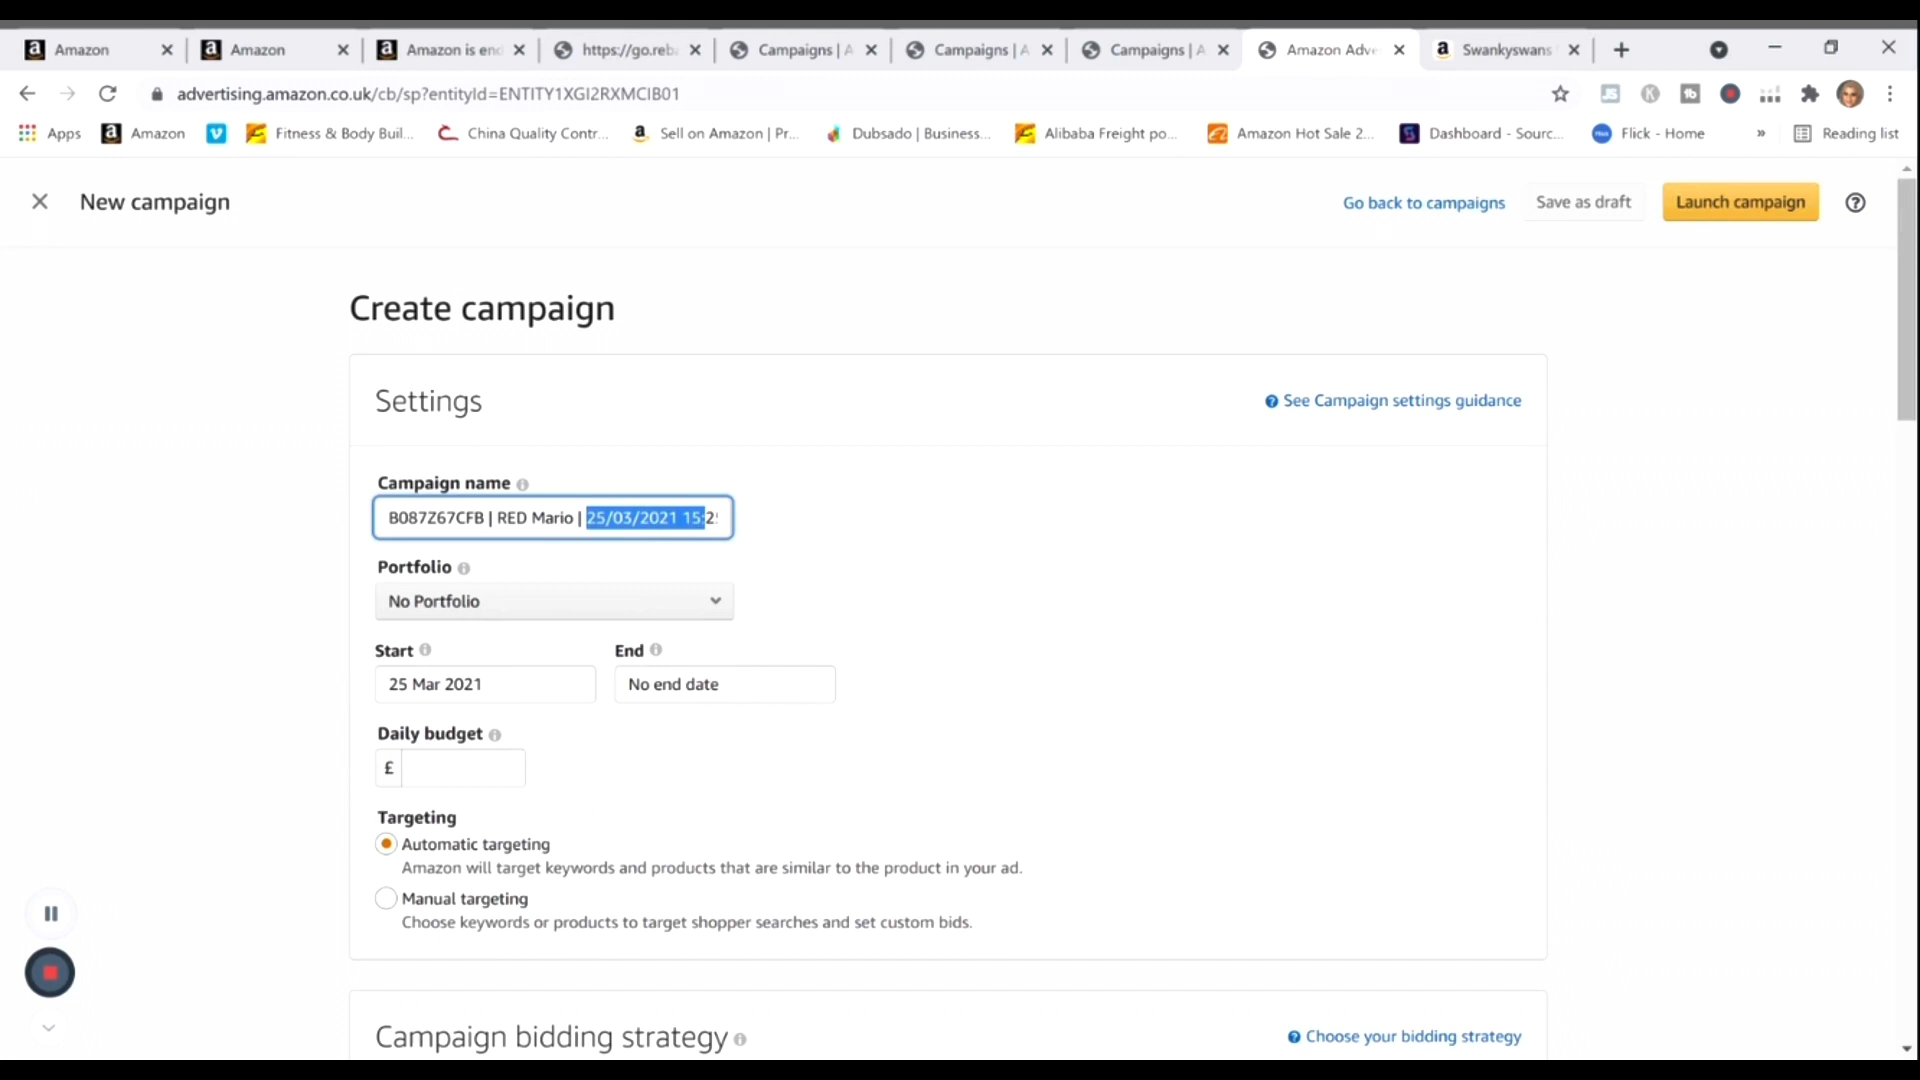 Amazon
Amazon
Amazon is end
https://go.reb
Campaigns | A
Campaigns | A
Campaigns | A
Amazon Adve
Swankyswans
advertising.amazon.co.uk/cb/sp?entityId=ENTITY1XGI2RXMCIB01
Apps
Amazon
Fitness & Body Buil...
China Quality Contr...
Sell on Amazon | Pr...
Dubsado | Business...
Alibaba Freight po...
Amazon Hot Sale 2...
Dashboard - Sourc...
Flick - Home
»
Reading list
New campaign
Go back to campaigns
Save as draft
Launch campaign
Create campaign
Settings
See Campaign settings guidance
Campaign name
B087Z67CFB | RED Mario | 25/03/2021 15:2
Portfolio
No Portfolio
Start
End
25 Mar 2021
No end date
Daily budget
£
Targeting
Automatic targeting
Amazon will target keywords and products that are similar to the product in your ad.
Manual targeting
Choose keywords or products to target shopper searches and set custom bids.
Campaign bidding strategy
Choose your bidding strategy